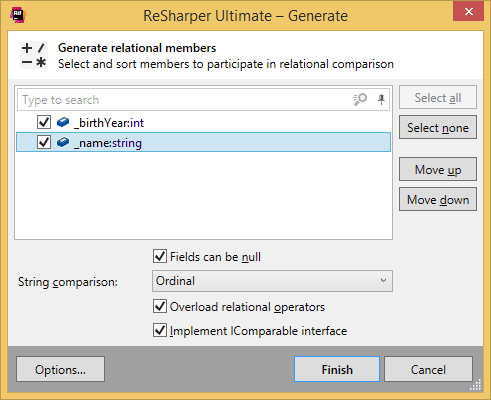 ReSharper Ultimate – Generate
Generate relational members
Select and sort members to participate in relational comparison
Type to search
Select all
_birthYear:int
Select none
_name:string
Move up
Move down
Fields can be null
String comparison:
Ordinal
Overload relational operators
Implement IComparable interface
Options...
Finish
Cancel